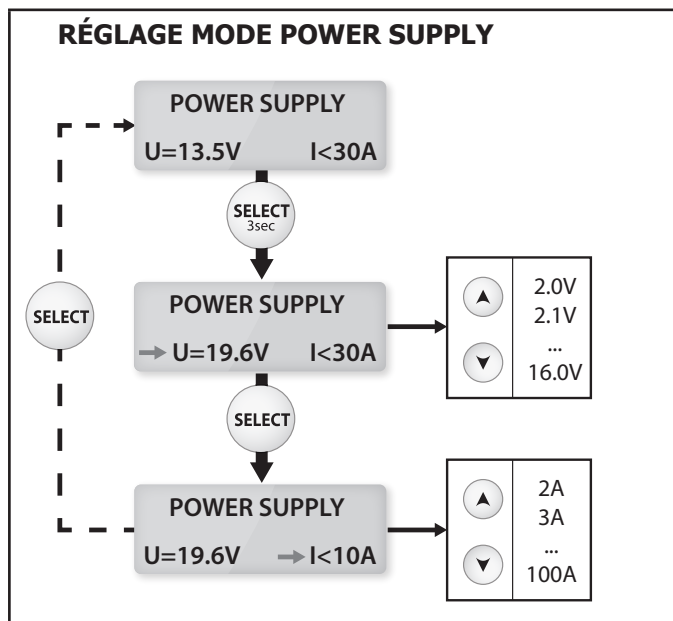 RÉGLAGE MODE POWER SUPPLY
POWER SUPPLY
U=13.5V I<30A
SELECT
3sec
POWER SUPPLY
U=19.6V I<30A
2.0V
2.1V
...
16.0V
SELECT
SELECT
POWER SUPPLY
U=19.6V I<10A
2A
3A
...
100A